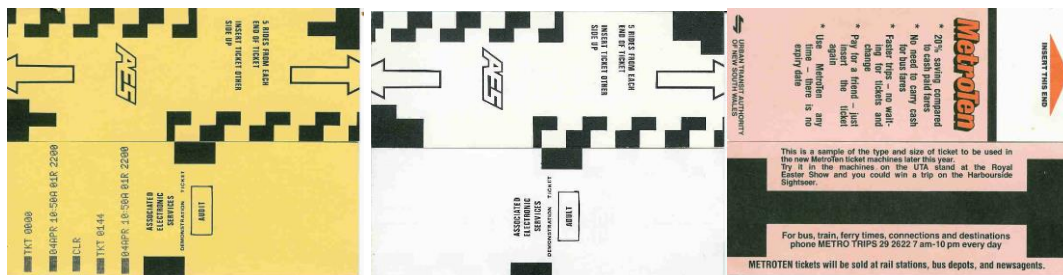 5 RIDES FROM EACH
END OF TICKET
INSERT TICKET OTHER
SIDE UP
AES
TKT 0000
04APR 10:50A 01R 2200
CLR
TKT 0144
04APR 10:50A 01R 2200
ASSOCIATED
ELECTRONIC
SERVICES
DEMONSTRATION TICKET
AUDIT
5 RIDES FROM EACH
END OF TICKET
INSERT TICKET OTHER
SIDE UP
AES
ASSOCIATED
ELECTRONIC
SERVICES
DEMONSTRATION TICKET
ADULT
INSERT THIS END
MetroTen
* 20% saving compared
to cash paid fares
* No need to carry cash
for bus fares
* Faster trips – no wait-
ing for tickets and
change
* Pay for a friend – just
insert the ticket
again
* Use MetroTen any
time – there is no
expiry date
URBAN TRANSIT AUTHORITY
OF NEW SOUTH WALES
This is a sample of the type and size of ticket to be used in
the new MetroTen ticket machines later this year.
Try it in the machines on the UTA stand at the Royal
Easter Show and you could win a trip on the Harbourside
Sightseer.
For bus, train, ferry times, connections and destinations
phone METRO TRIPS 29 2622 7 am-10 pm every day
METROTEN tickets will be sold at rail stations, bus depots, and newsagents.